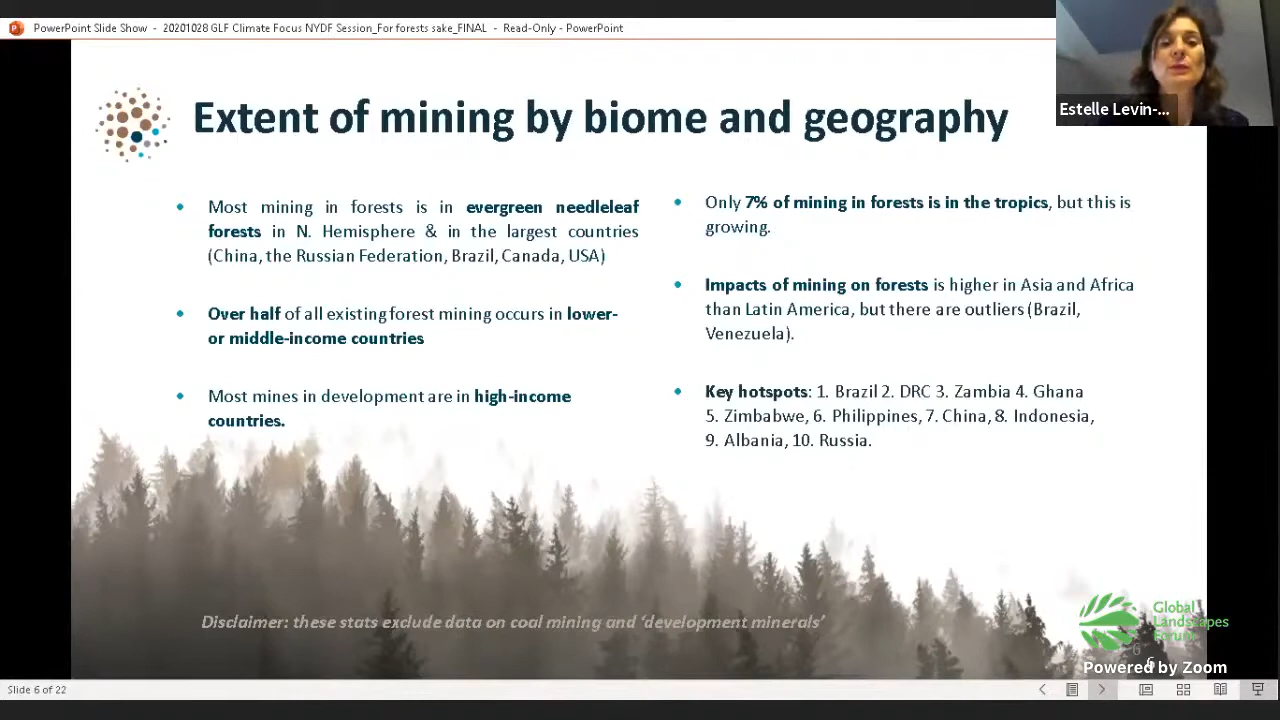 PowerPoint Slide Show - 20201028 GLF Climate Focus NYDF Session_For forests sake_FINAL - Read-Only - PowerPoint
Estelle Levin-...
Extent of mining by biome and geography
• Most mining in forests is in evergreen needleleaf
forests in N. Hemisphere & in the largest countries
(China, the Russian Federation, Brazil, Canada, USA)
• Over half of all existing forest mining occurs in lower-
or middle-income countries
• Most mines in development are in high-income
countries.
• Only 7% of mining in forests is in the tropics, but this is
growing.
• Impacts of mining on forests is higher in Asia and Africa
than Latin America, but there are outliers (Brazil,
Venezuela).
• Key hotspots: 1. Brazil 2. DRC 3. Zambia 4. Ghana
5. Zimbabwe, 6. Philippines, 7. China, 8. Indonesia,
9. Albania, 10. Russia.
Disclaimer: these stats exclude data on coal mining and ‘development minerals’
Global
Landscapes
Forum
6
Powered by Zoom
Slide 6 of 22